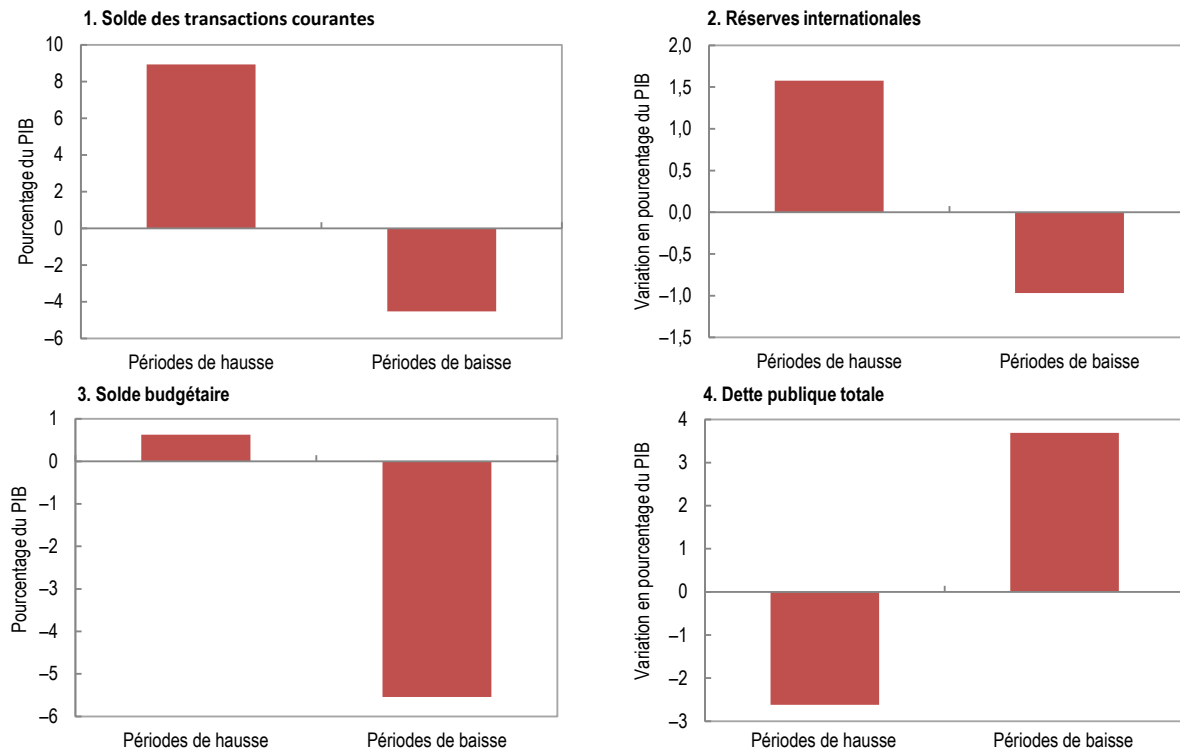 1. Solde des transactions courantes
Pourcentage du PIB
10
8
6
4
2
0
–2
–4
–6
Périodes de hausse
Périodes de baisse
2. Réserves internationales
Variation en pourcentage du PIB
2,0
1,5
1,0
0,5
0,0
–0,5
–1,0
–1,5
Périodes de hausse
Périodes de baisse
3. Solde budgétaire
Pourcentage du PIB
1
0
–1
–2
–3
–4
–5
–6
Périodes de hausse
Périodes de baisse
4. Dette publique totale
Variation en pourcentage du PIB
4
3
2
1
0
–1
–2
–3
Périodes de hausse
Périodes de baisse